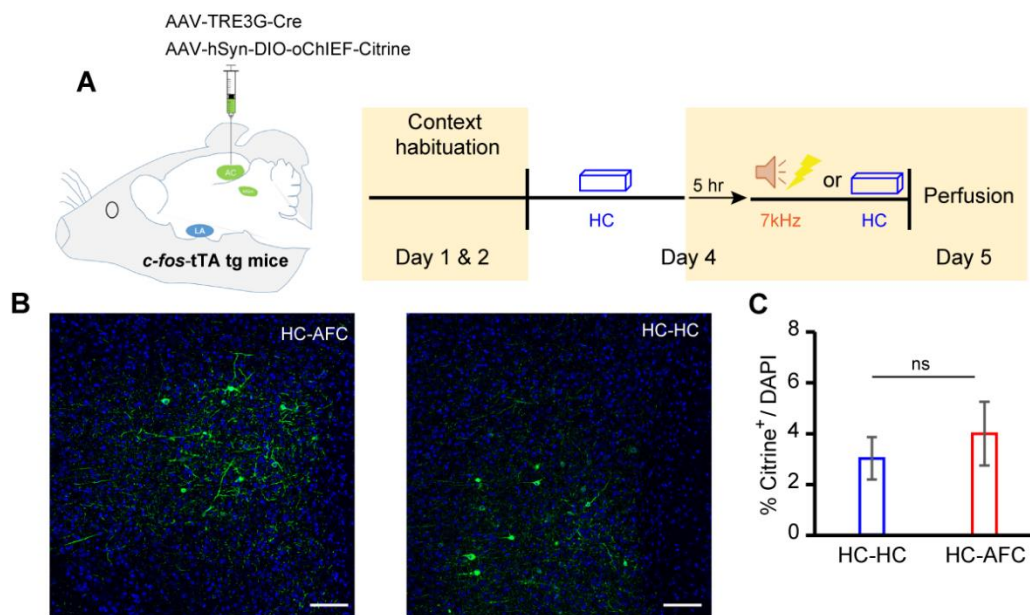 AAV-TRE3G-Cre
AAV-hSyn-DIO-oChIEF-Citrine
A
AC
LA
c-fos-tTA tg mice
Context
habituation
HC
5 hr
or
7kHz
HC
Perfusion
Day 1 & 2
Day 4
Day 5
B
HC-AFC
HC-HC
C
% Citrine⁺ / DAPI
8
6
4
2
0
ns
HC-HC
HC-AFC